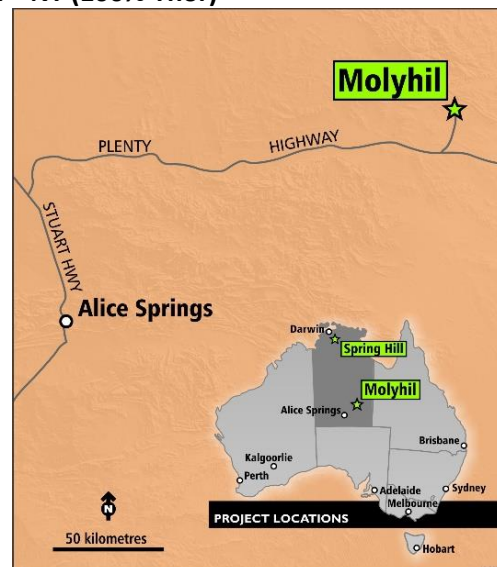 Molyhil
PLENTY
HIGHWAY
STUART HWY
Alice Springs
Darwin
Spring Hill
Molyhil
Alice Springs
Brisbane
Kalgoorlie
Perth
Adelaide
Sydney
Melbourne
N
PROJECT LOCATIONS
50 kilometres
Hobart